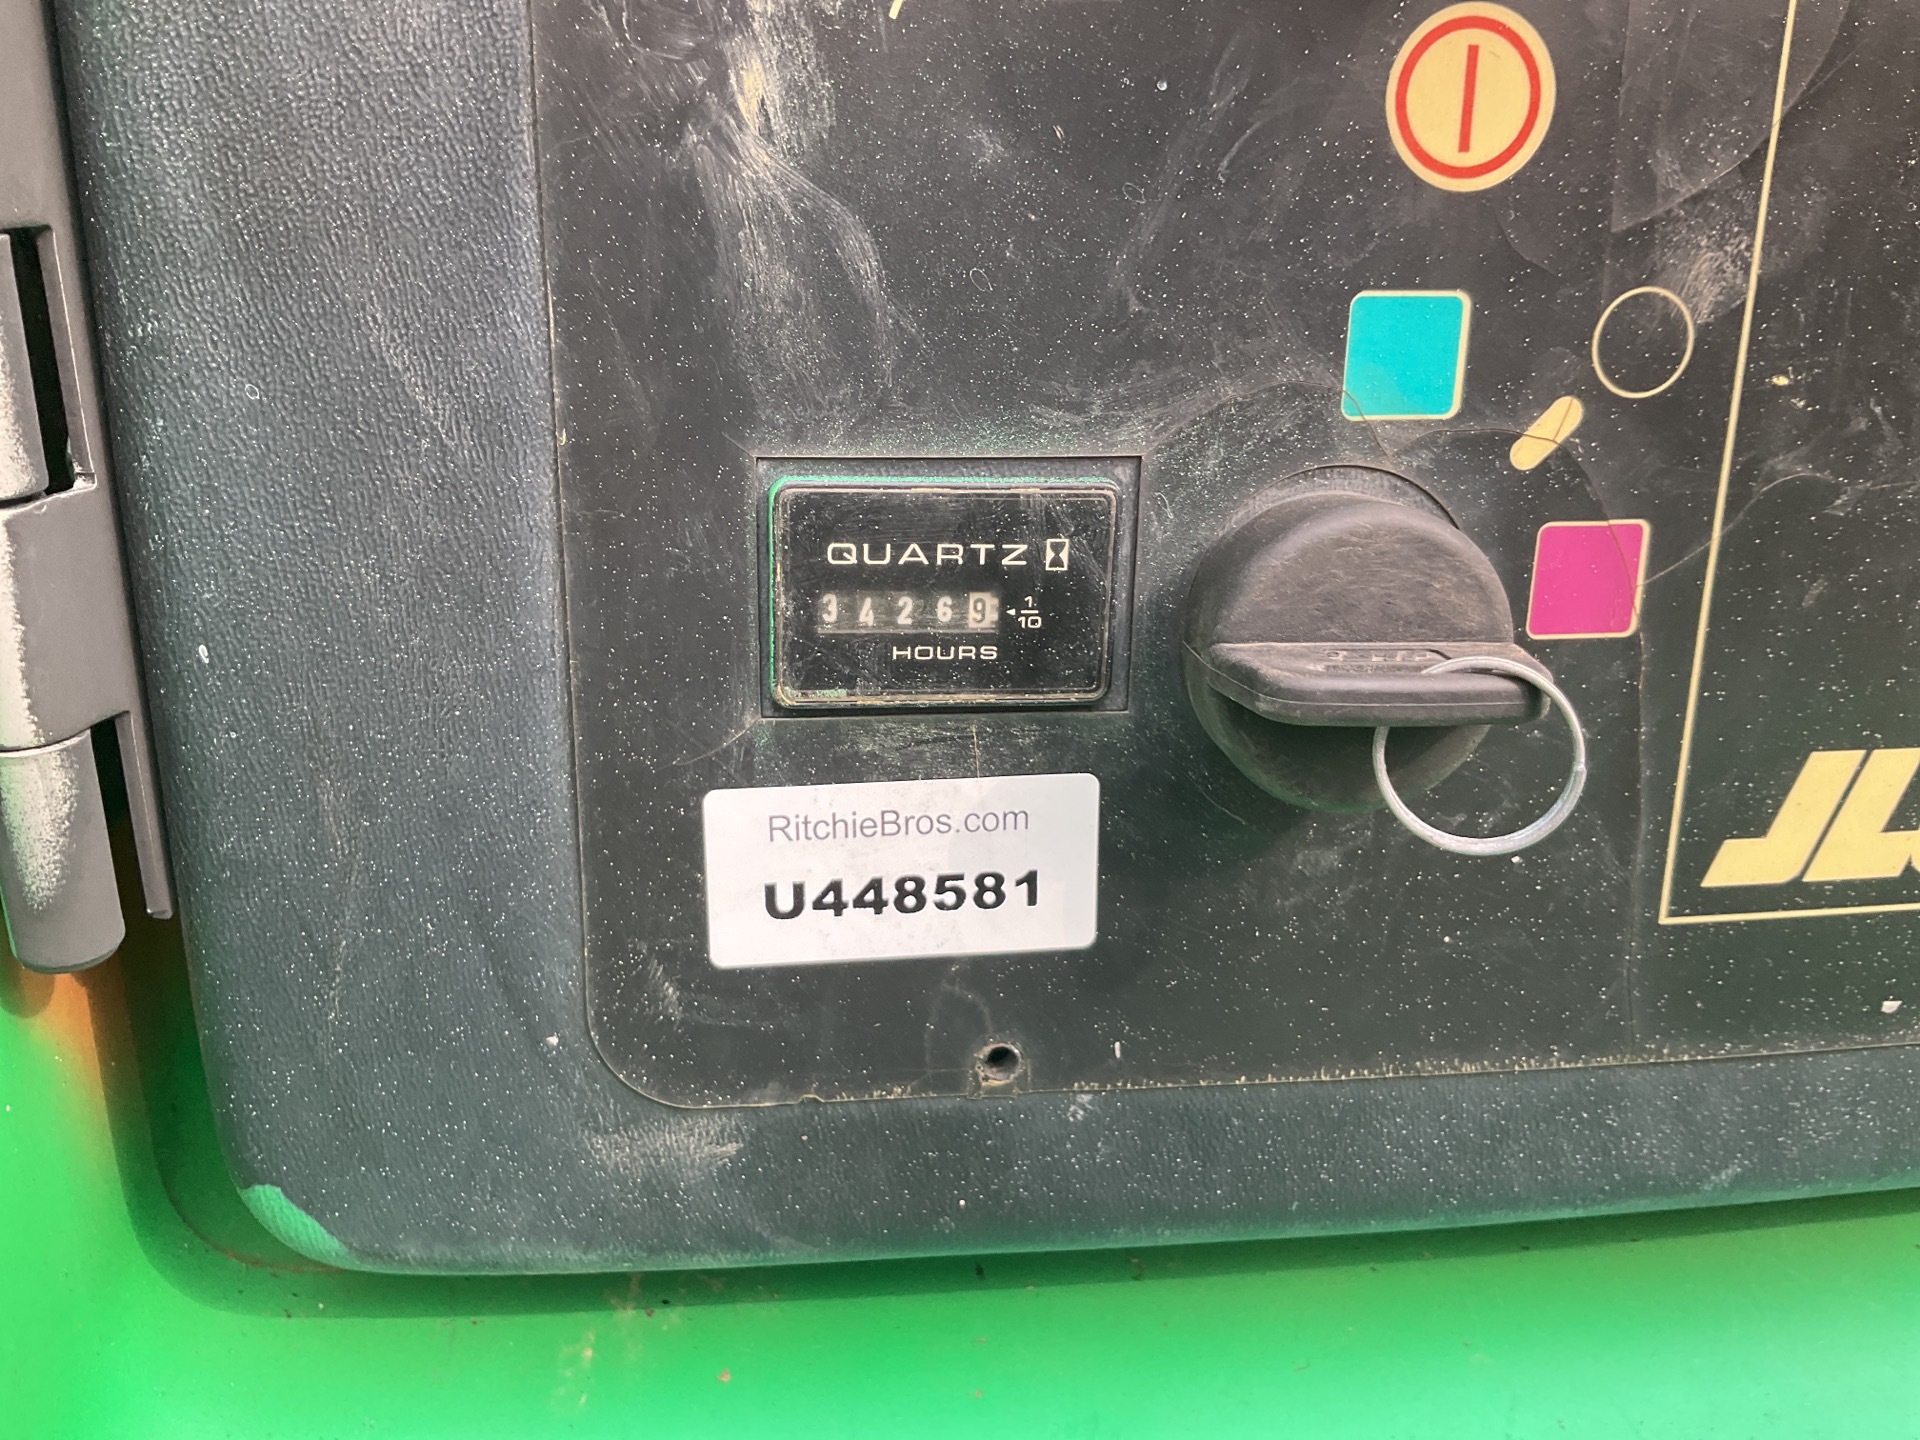 QUARTZ
34269 1/10
HOURS
RitchieBros.com
U448581